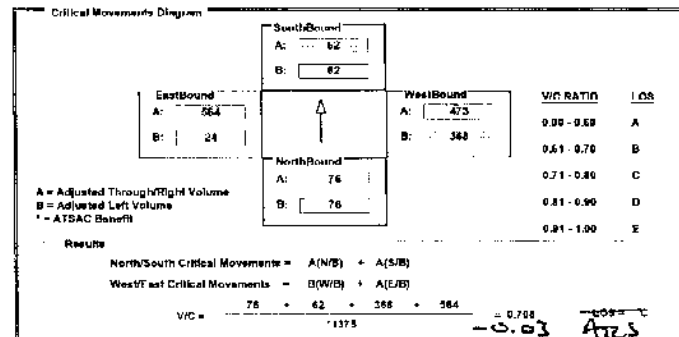 Critical Movements Diagram
SouthBound
A: 62
B: 62
EastBound
A: 564
B: 24
WestBound
A: 473
B: 368
NorthBound
A: 76
B: 76
V/C RATIO LOS
0.00 - 0.60 A
0.61 - 0.70 B
0.71 - 0.80 C
0.81 - 0.90 D
0.91 - 1.00 E
A = Adjusted Through/Right Volume
B = Adjusted Left Volume
* = ATSAC Benefit
Results
North/South Critical Movements = A(N/B) + A(S/B)
West/East Critical Movements = B(W/B) + A(E/B)
V/C = 76 + 62 + 368 + 564 = 0.708 LOS = C
1375
-0.03 ATCS